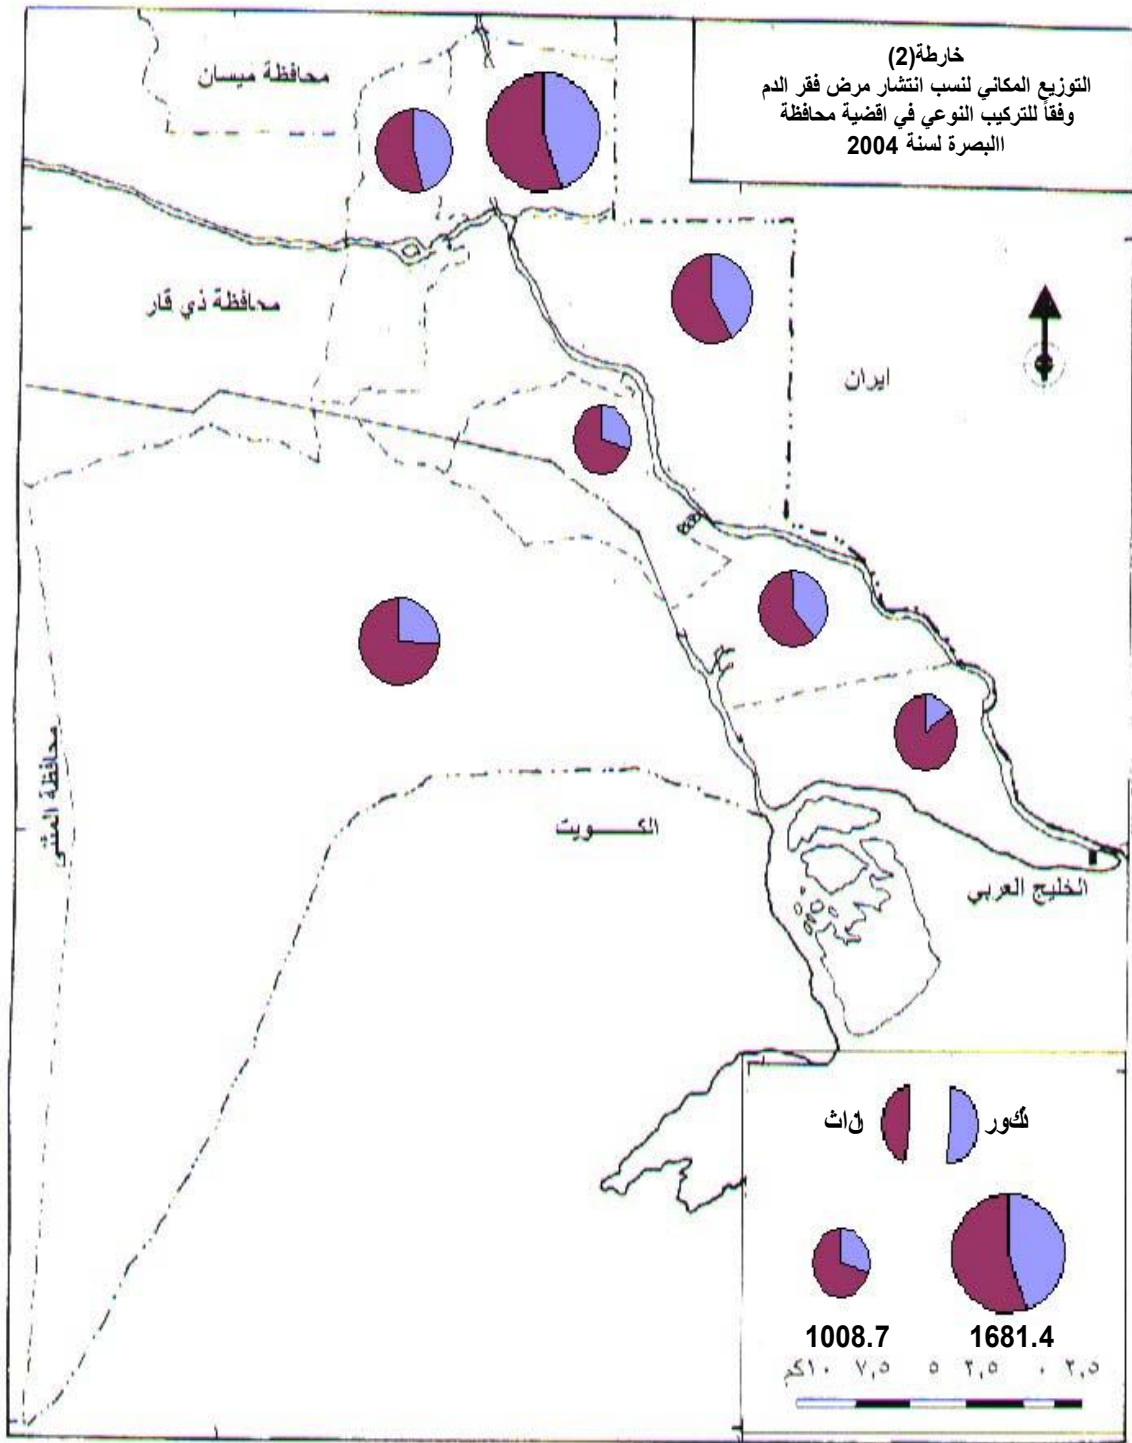 خارطة(2)
التوزيع المكاني لنسب انتشار مرض فقر الدم
وفقاً للتركيب النوعي في اقضية محافظة
االبصرة لسنة 2004
محافظة ميسان
محافظة ذي قار
ايران
محافظة المثنى
الكـــويت
الخليج العربي
ذكور
اناث
1008.7
1681.4
٢,٥ ٠ ٢,٥ ٥ ٧,٥ ١٠كم